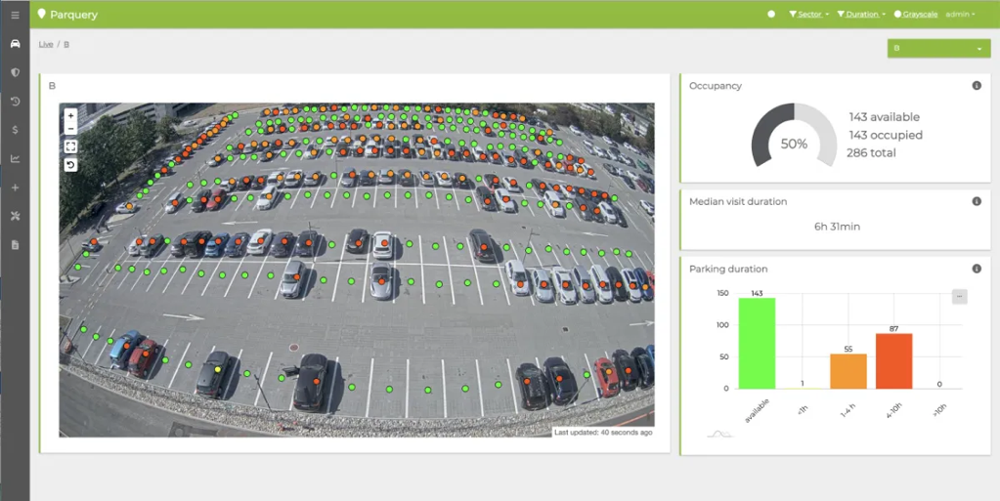 Parquery
Sector
Duration
Grayscale
admin
Live / B
B
B
+
−
Last updated: 40 seconds ago
Occupancy
50%
143 available
143 occupied
286 total
Median visit duration
6h 31min
Parking duration
150
100
50
0
143
1
55
87
0
available
<1h
1-4 h
4-10h
>10h